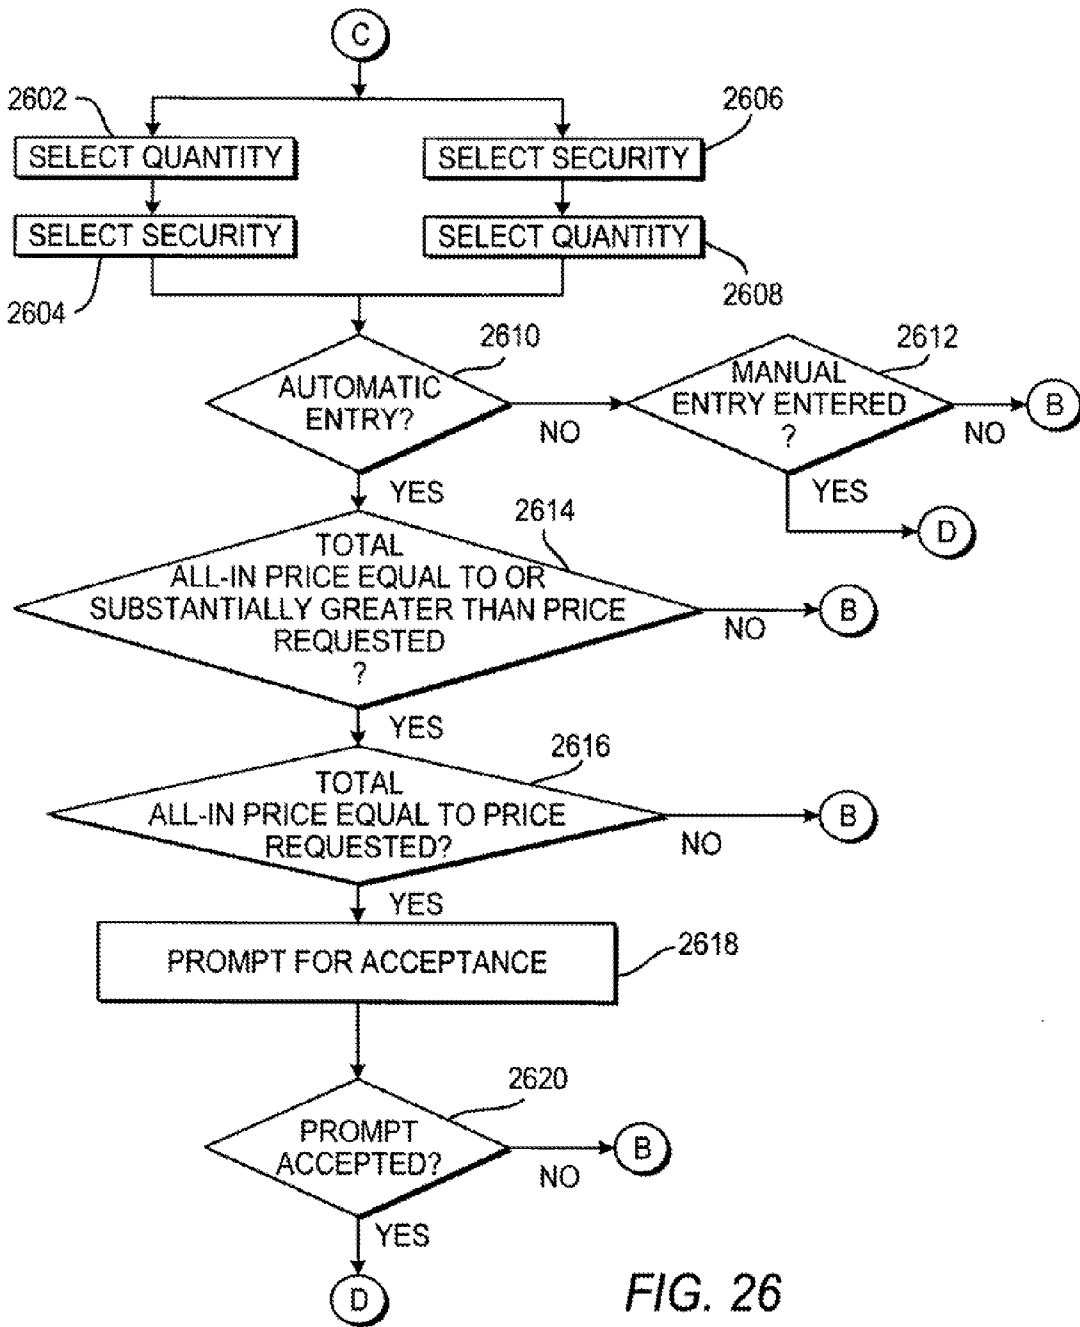 C
2602
2606
SELECT QUANTITY
SELECT SECURITY
SELECT SECURITY
SELECT QUANTITY
2604
2608
2610
2612
AUTOMATIC
ENTRY?
NO
MANUAL
ENTRY ENTERED
?
NO
B
YES
YES
D
2614
TOTAL
ALL-IN PRICE EQUAL TO OR
SUBSTANTIALLY GREATER THAN PRICE
REQUESTED
?
NO
B
YES
2616
TOTAL
ALL-IN PRICE EQUAL TO PRICE
REQUESTED?
NO
B
YES
PROMPT FOR ACCEPTANCE
2618
2620
PROMPT
ACCEPTED?
NO
B
YES
D
FIG. 26